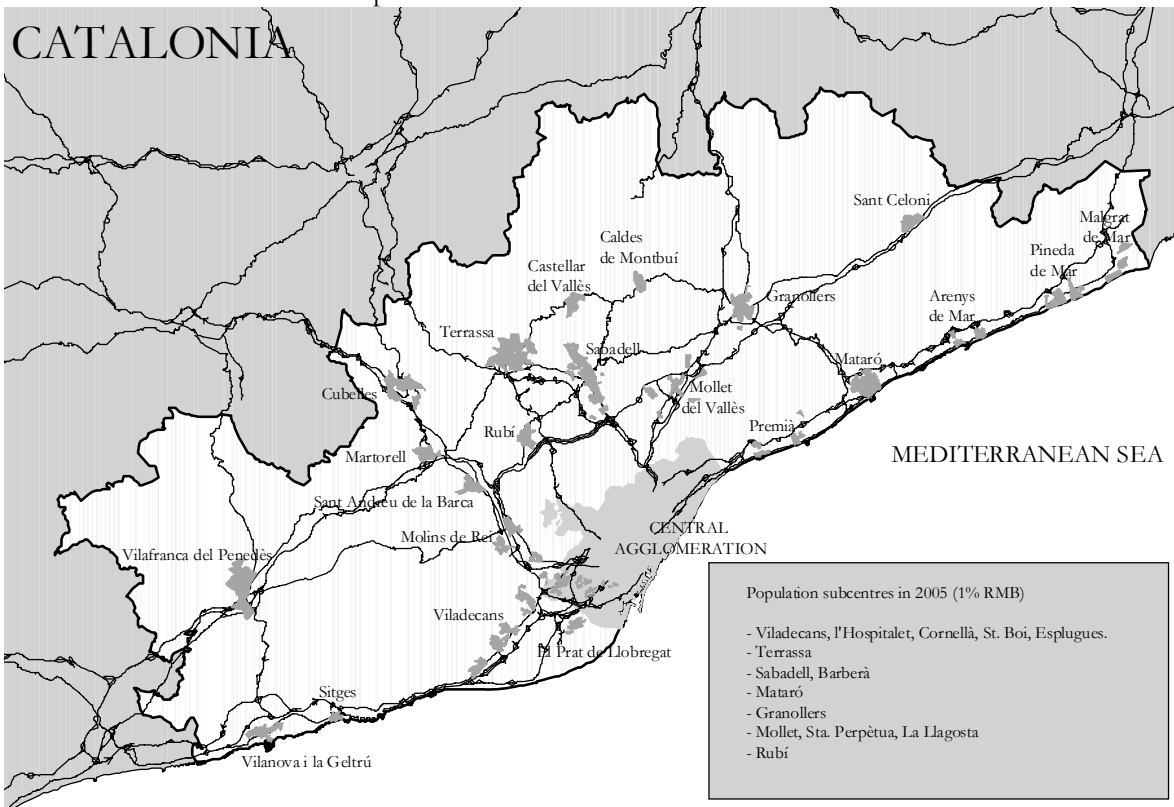 CATALONIA
Sant Celoni
Malgrat
de Mar
Caldes
de Montbuí
Pineda
de Mar
Castellar
del Vallès
Granollers
Arenys
de Mar
Terrassa
Sabadell
Mataró
Cubelles
Mollet
del Vallès
Rubí
Premià
Martorell
MEDITERRANEAN SEA
Sant Andreu de la Barca
CENTRAL
AGGLOMERATION
Molins de Rei
Vilafranca del Penedès
Viladecans
El Prat de Llobregat
Sitges
Vilanova i la Geltrú
Population subcentres in 2005 (1% RMB)
- Viladecans, l'Hospitalet, Cornellà, St. Boi, Esplugues.
- Terrassa
- Sabadell, Barberà
- Mataró
- Granollers
- Mollet, Sta. Perpètua, La Llagosta
- Rubí